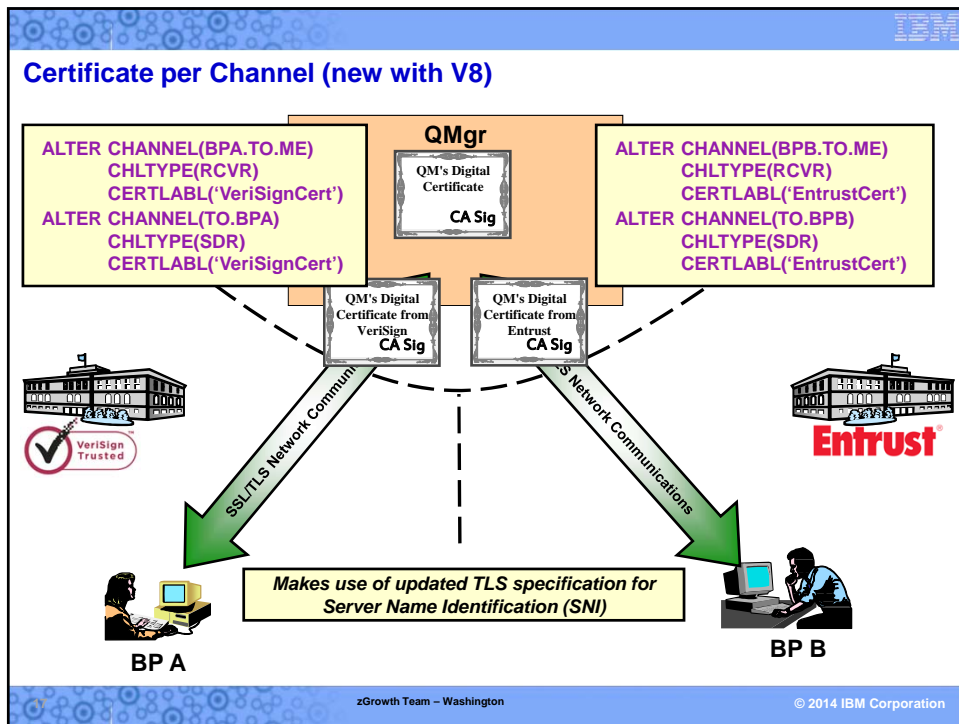 IBM
Certificate per Channel (new with V8)
QMgr
ALTER CHANNEL(BPA.TO.ME)
CHLTYPE(RCVR)
CERTLABL(‘VeriSignCert’)
ALTER CHANNEL(TO.BPA)
CHLTYPE(SDR)
CERTLABL(‘VeriSignCert’)
QM's Digital
Certificate
CA Sig
ALTER CHANNEL(BPB.TO.ME)
CHLTYPE(RCVR)
CERTLABL(‘EntrustCert’)
ALTER CHANNEL(TO.BPB)
CHLTYPE(SDR)
CERTLABL(‘EntrustCert’)
QM's Digital
Certificate from
VeriSign
CA Sig
QM's Digital
Certificate from
Entrust
CA Sig
SSL/TLS Network
Network Communications
VeriSign
Trusted
Entrust®
Makes use of updated TLS specification for
Server Name Identification (SNI)
BP A
BP B
17
zGrowth Team – Washington
© 2014 IBM Corporation